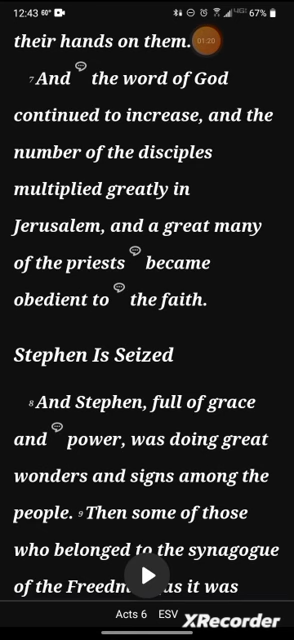 12:43 60° 67%
their hands on them. 01:20
7 And the word of God
continued to increase, and the
number of the disciples
multiplied greatly in
Jerusalem, and a great many
of the priests became
obedient to the faith.
Stephen Is Seized
8 And Stephen, full of grace
and power, was doing great
wonders and signs among the
people. 9 Then some of those
who belonged to the synagogue
of the as it was
Acts 6 ESV XRecorder